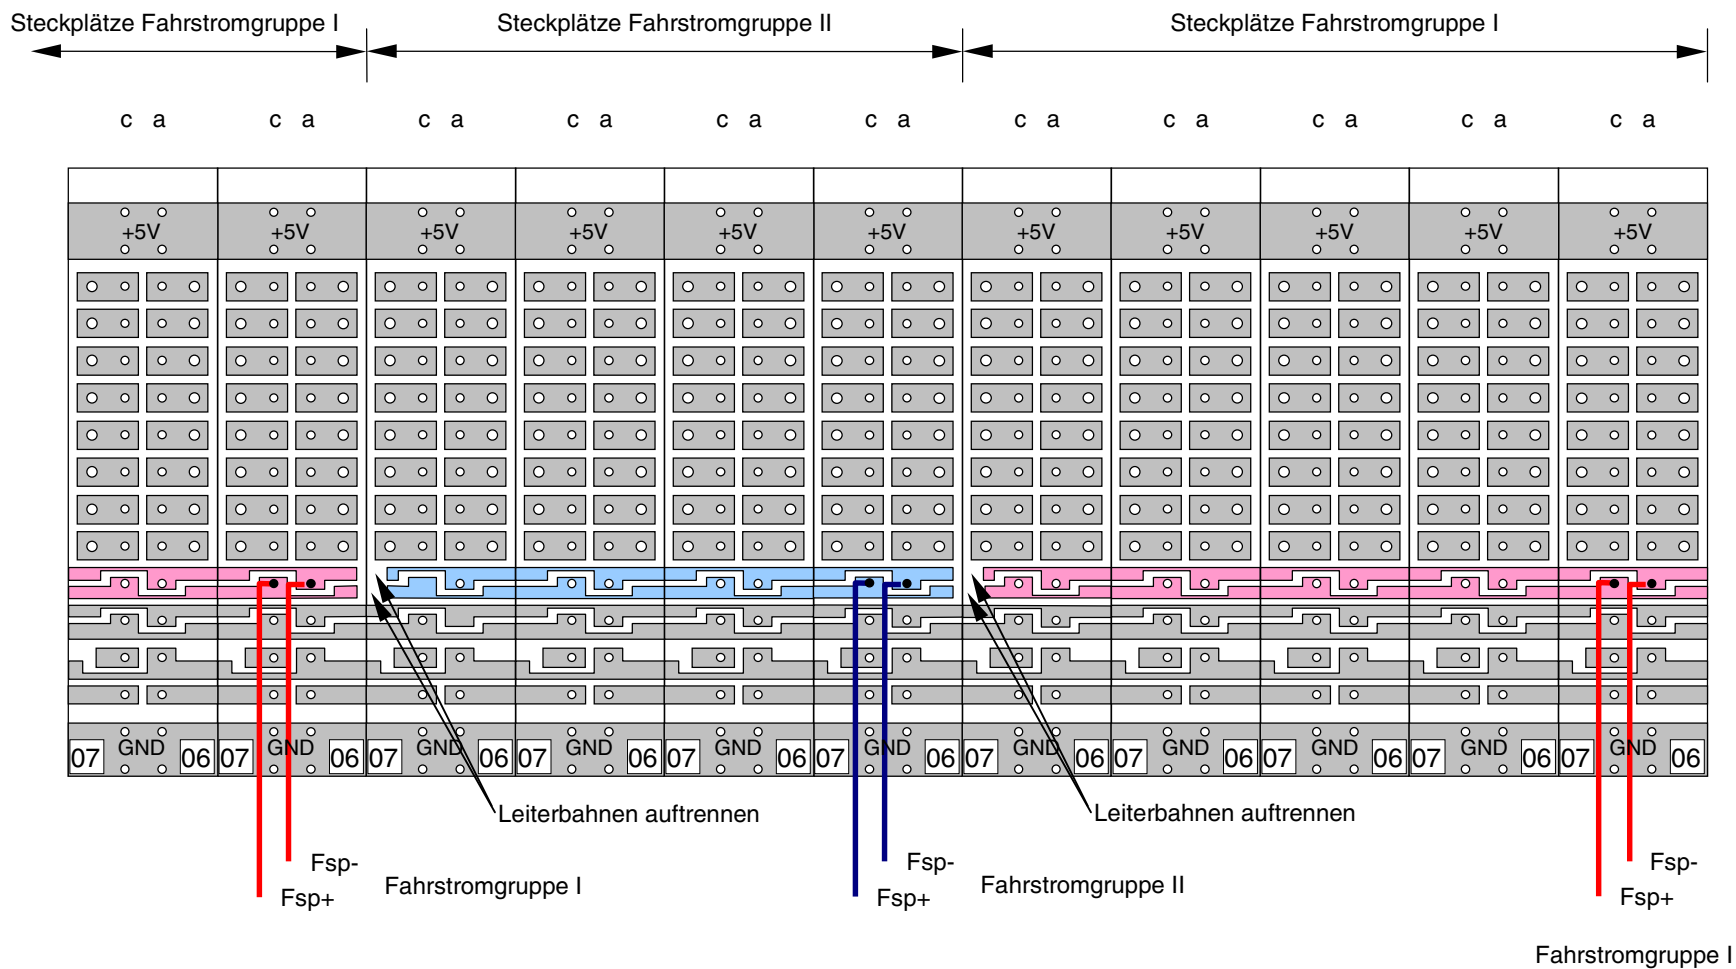 Steckplätze Fahrstromgruppe I Steckplätze Fahrstromgruppe II Steckplätze Fahrstromgruppe I
c a c a c a c a c a c a c a c a c a c a c a
+5V +5V +5V +5V +5V +5V +5V +5V +5V +5V +5V
07 GND 06 07 GND 06 07 GND 06 07 GND 06 07 GND 06 07 GND 06 07 GND 06 07 GND 06 07 GND 06 07 GND 06 07 GND 06
Leiterbahnen auftrennen Leiterbahnen auftrennen
Fsp- Fsp- Fsp-
Fahrstromgruppe I Fahrstromgruppe II
Fsp+ Fsp+ Fsp+
Fahrstromgruppe I